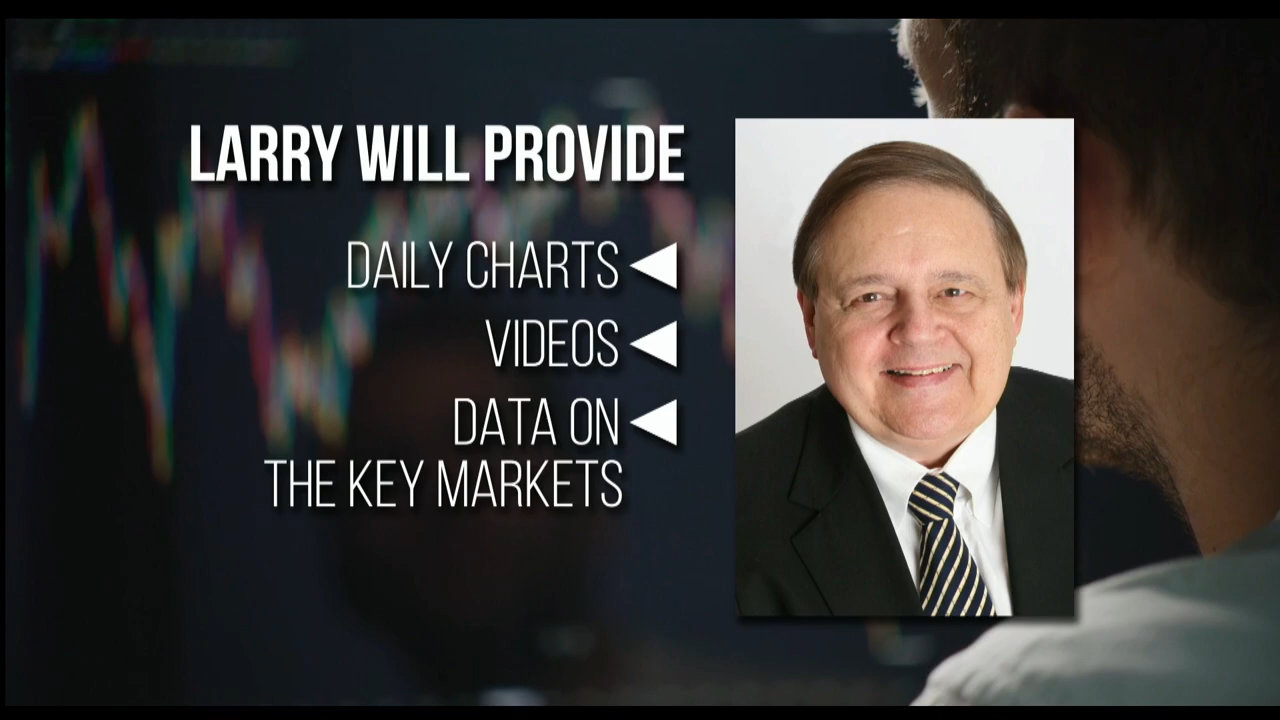 LARRY WILL PROVIDE
DAILY CHARTS
VIDEOS
DATA ON
THE KEY MARKETS